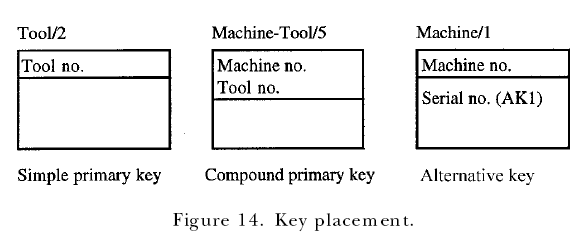 Tool/2
Machine-Tool/5
Machine/1
Tool no.
Machine no.
Tool no.
Machine no.
Serial no. (AK1)
Simple primary key
Compound primary key
Alternative key
Figure 14. Key placement.